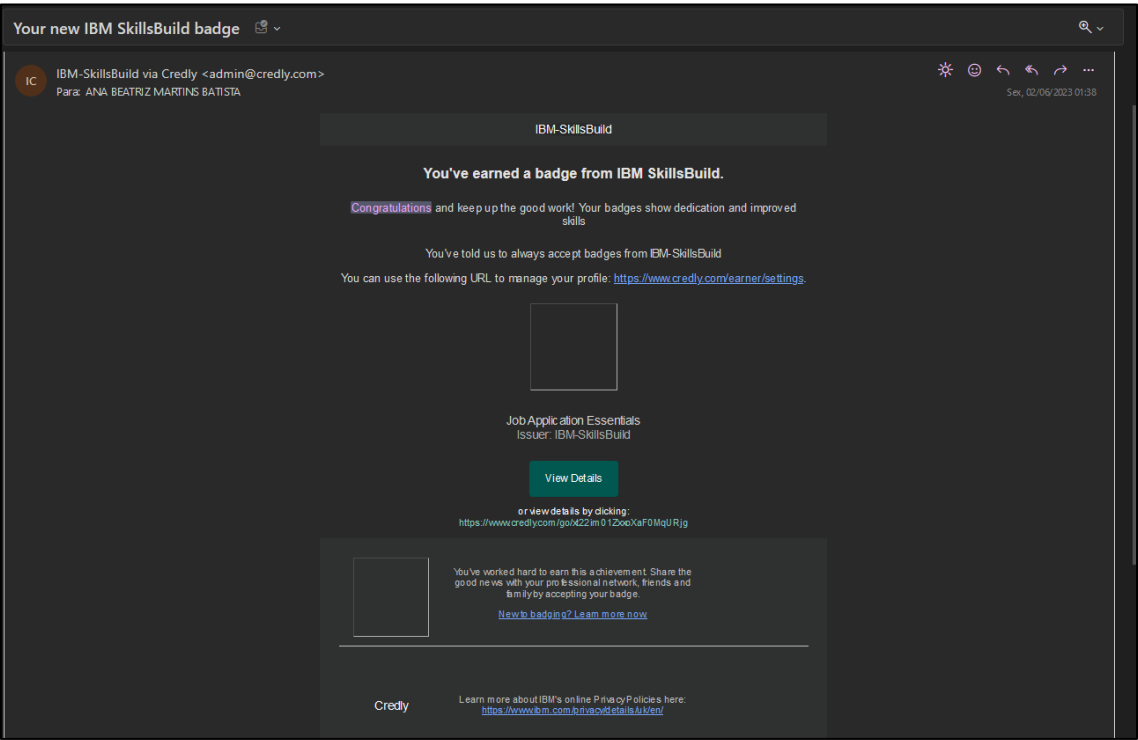 Your new IBM SkillsBuild badge
IC
IBM-SkillsBuild via Credly <admin@credly.com>
Para: ANA BEATRIZ MARTINS BATISTA
Sex, 02/06/2023 01:38
IBM-SkillsBuild
You've earned a badge from IBM SkillsBuild.
Congratulations and keep up the good work! Your badges show dedication and improved
skills
You've told us to always accept badges from IBM-SkillsBuild
You can use the following URL to manage your profile: https://www.credly.com/earner/settings.
Job Application Essentials
Issuer: IBM-SkillsBuild
View Details
or view details by clicking:
You've worked hard to earn this achievement. Share the
good news with your professional network, friends and
family by accepting your badge.
New to badging? Learn more now.
Credly
Learn more about IBM's online Privacy Policies here:
https://www.ibm.com/privacy/details/uk/en/